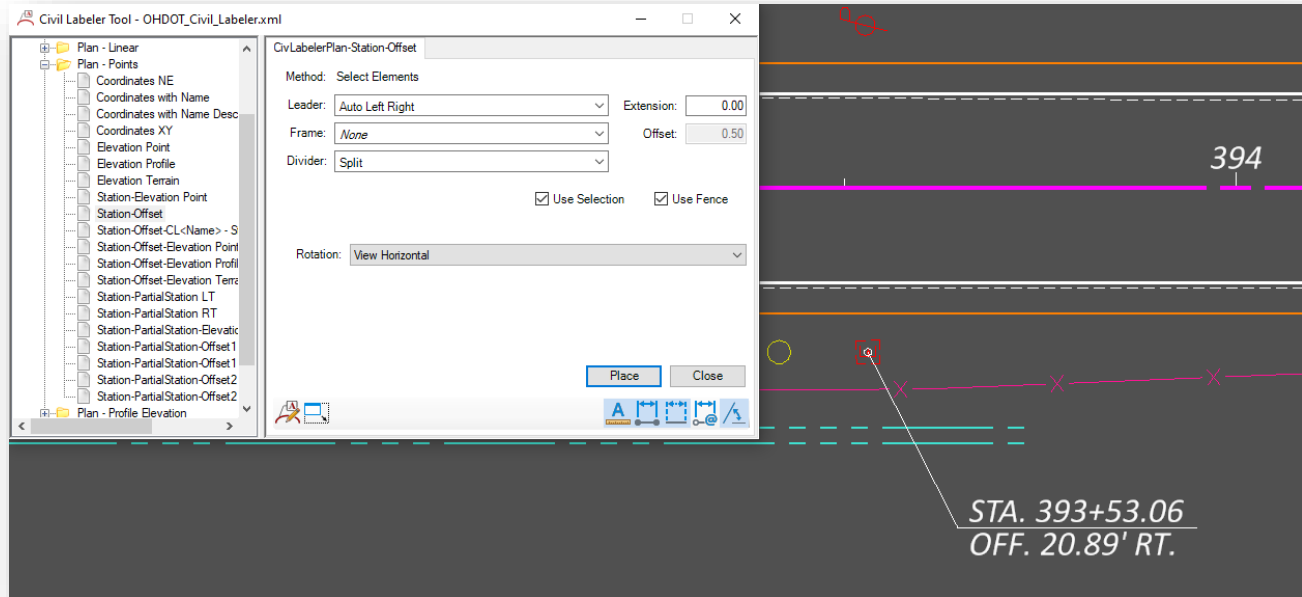 Civil Labeler Tool - OHDOT_Civil_Labeler.xml
Plan - Linear
Plan - Points
Coordinates NE
Coordinates with Name
Coordinates with Name Desc
Coordinates XY
Elevation Point
Elevation Profile
Elevation Terrain
Station-Elevation Point
Station-Offset
Station-Offset-CL<Name> - S
Station-Offset-Elevation Point
Station-Offset-Elevation Profil
Station-Offset-Elevation Terra
Station-PartialStation LT
Station-PartialStation RT
Station-PartialStation-Elevatio
Station-PartialStation-Offset1
Station-PartialStation-Offset1
Station-PartialStation-Offset2
Station-PartialStation-Offset2
Plan - Profile Elevation
CivLabelerPlan-Station-Offset
Method: Select Elements
Leader: Auto Left Right Extension: 0.00
Frame: None Offset: 0.50
Divider: Split
Use Selection Use Fence
Rotation: View Horizontal
Place Close
394
STA. 393+53.06
OFF. 20.89' RT.